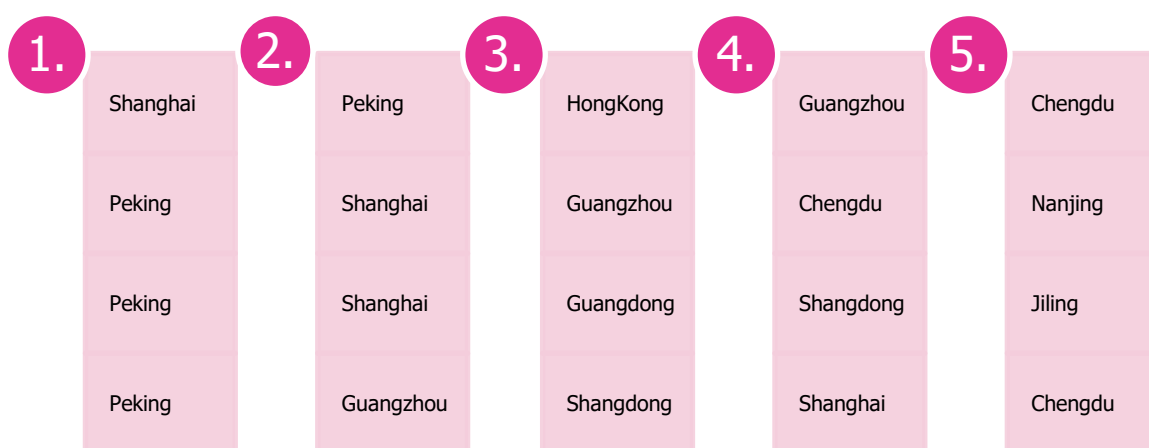 1. 2. 3. 4. 5.
Shanghai Peking HongKong Guangzhou Chengdu
Peking Shanghai Guangzhou Chengdu Nanjing
Peking Shanghai Guangdong Shangdong Jiling
Peking Guangzhou Shangdong Shanghai Chengdu